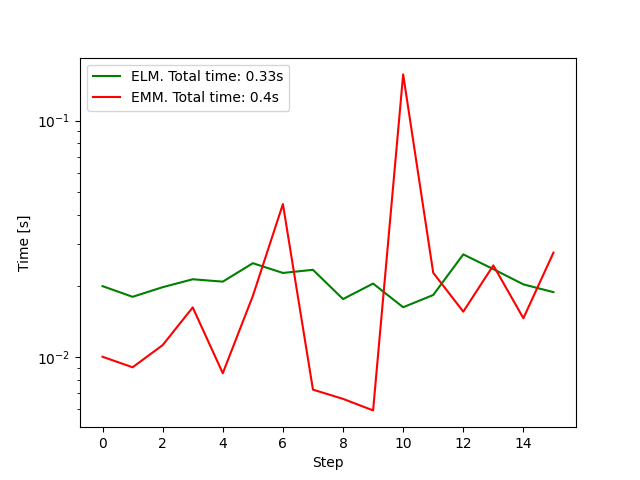 ELM. Total time: 0.33s
EMM. Total time: 0.4s
10⁻¹
10⁻²
Time [s]
0 2 4 6 8 10 12 14
Step